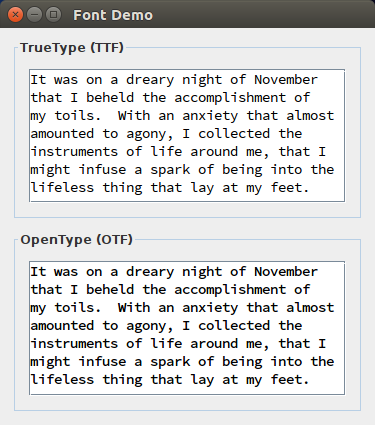 Font Demo
TrueType (TTF)
It was on a dreary night of November
that I beheld the accomplishment of
my toils.  With an anxiety that almost
amounted to agony, I collected the
instruments of life around me, that I
might infuse a spark of being into the
lifeless thing that lay at my feet.
OpenType (OTF)
It was on a dreary night of November
that I beheld the accomplishment of
my toils.  With an anxiety that almost
amounted to agony, I collected the
instruments of life around me, that I
might infuse a spark of being into the
lifeless thing that lay at my feet.